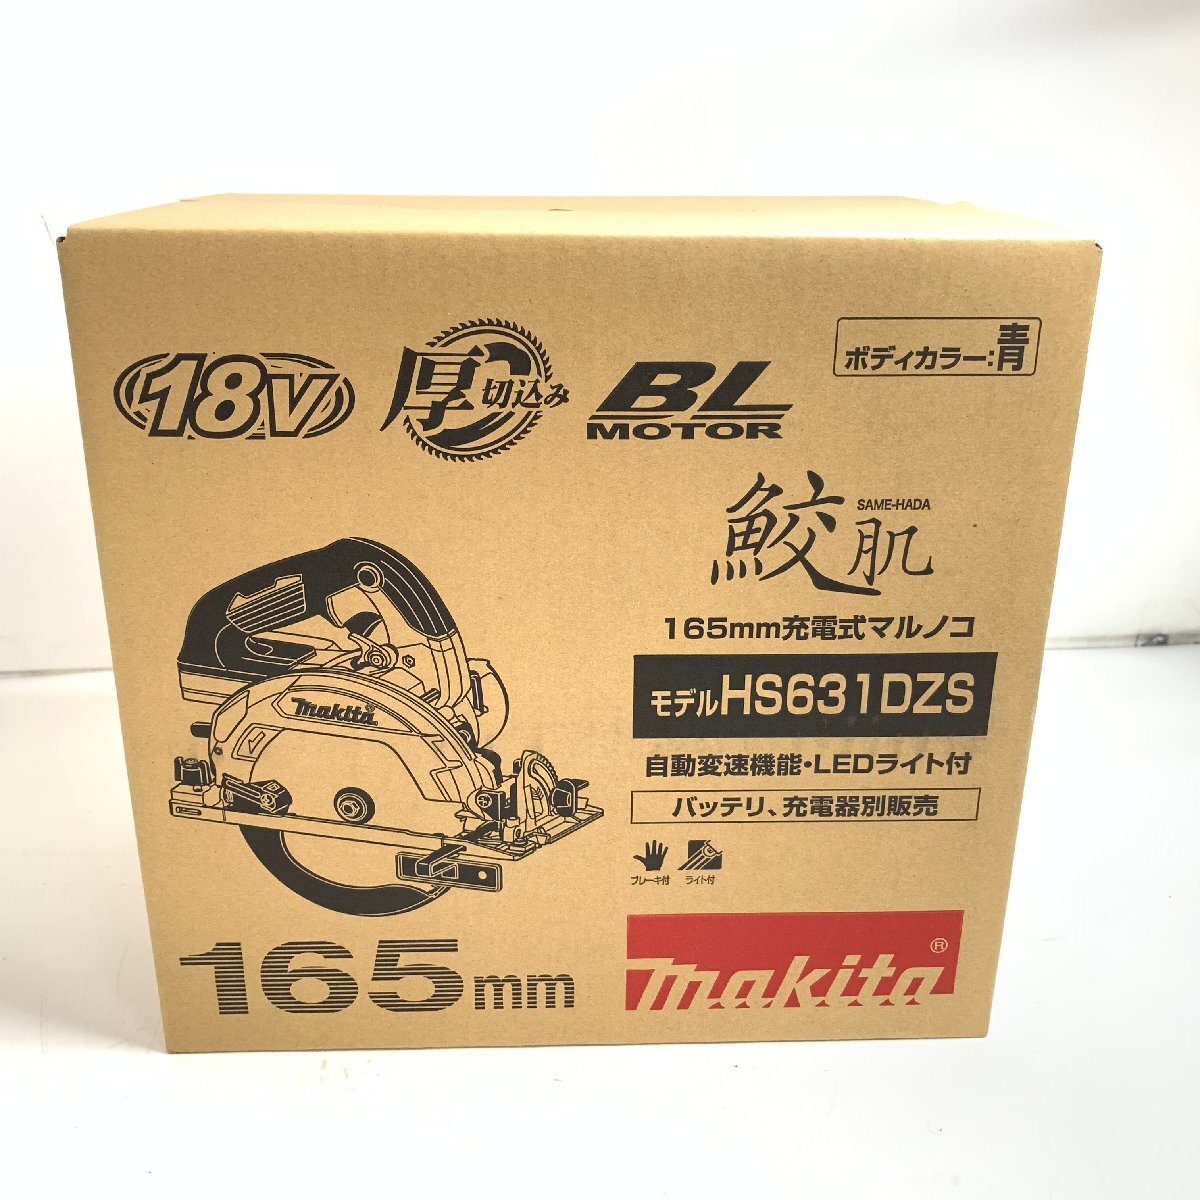 18V
厚切込み
BL
MOTOR
ボディカラー:青
鮫肌
SAME-HADA
165mm充電式マルノコ
モデルHS631DZS
自動変速機能・LEDライト付
バッテリ、充電器別販売
ブレーキ付
ライト付
makita®
165mm
makita®